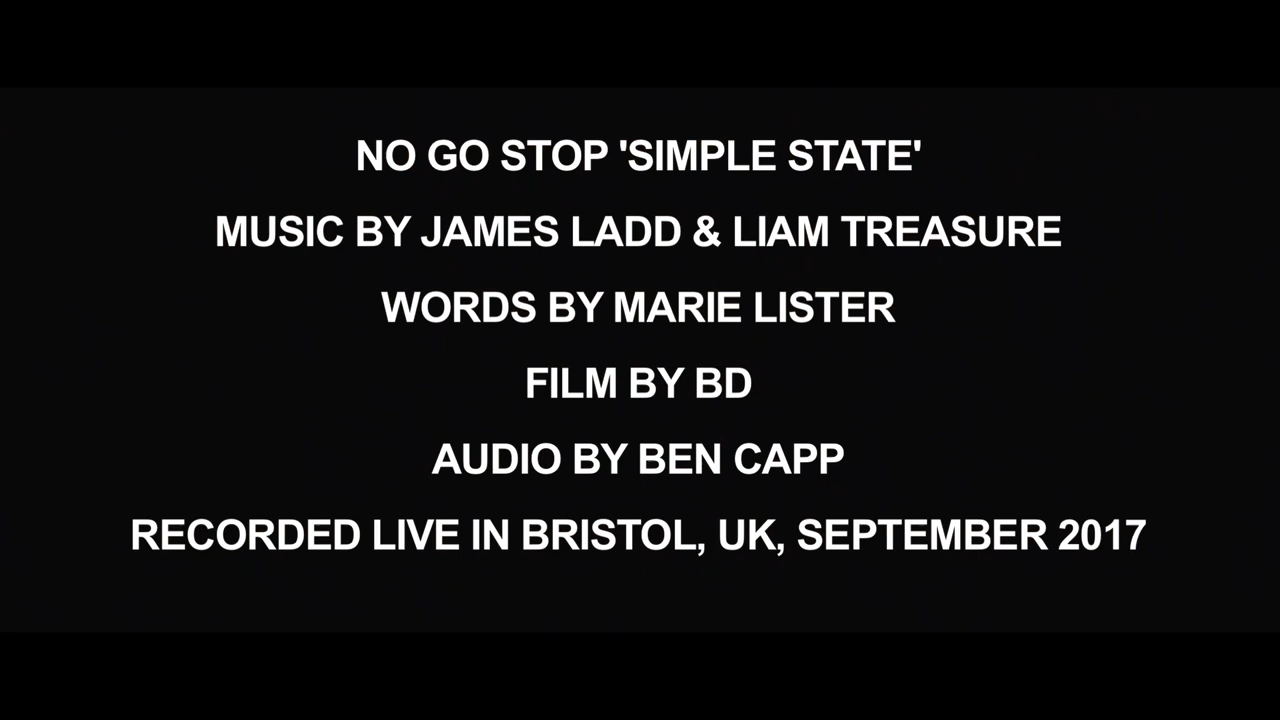 NO GO STOP 'SIMPLE STATE'
MUSIC BY JAMES LADD & LIAM TREASURE
WORDS BY MARIE LISTER
FILM BY BD
AUDIO BY BEN CAPP
RECORDED LIVE IN BRISTOL, UK, SEPTEMBER 2017